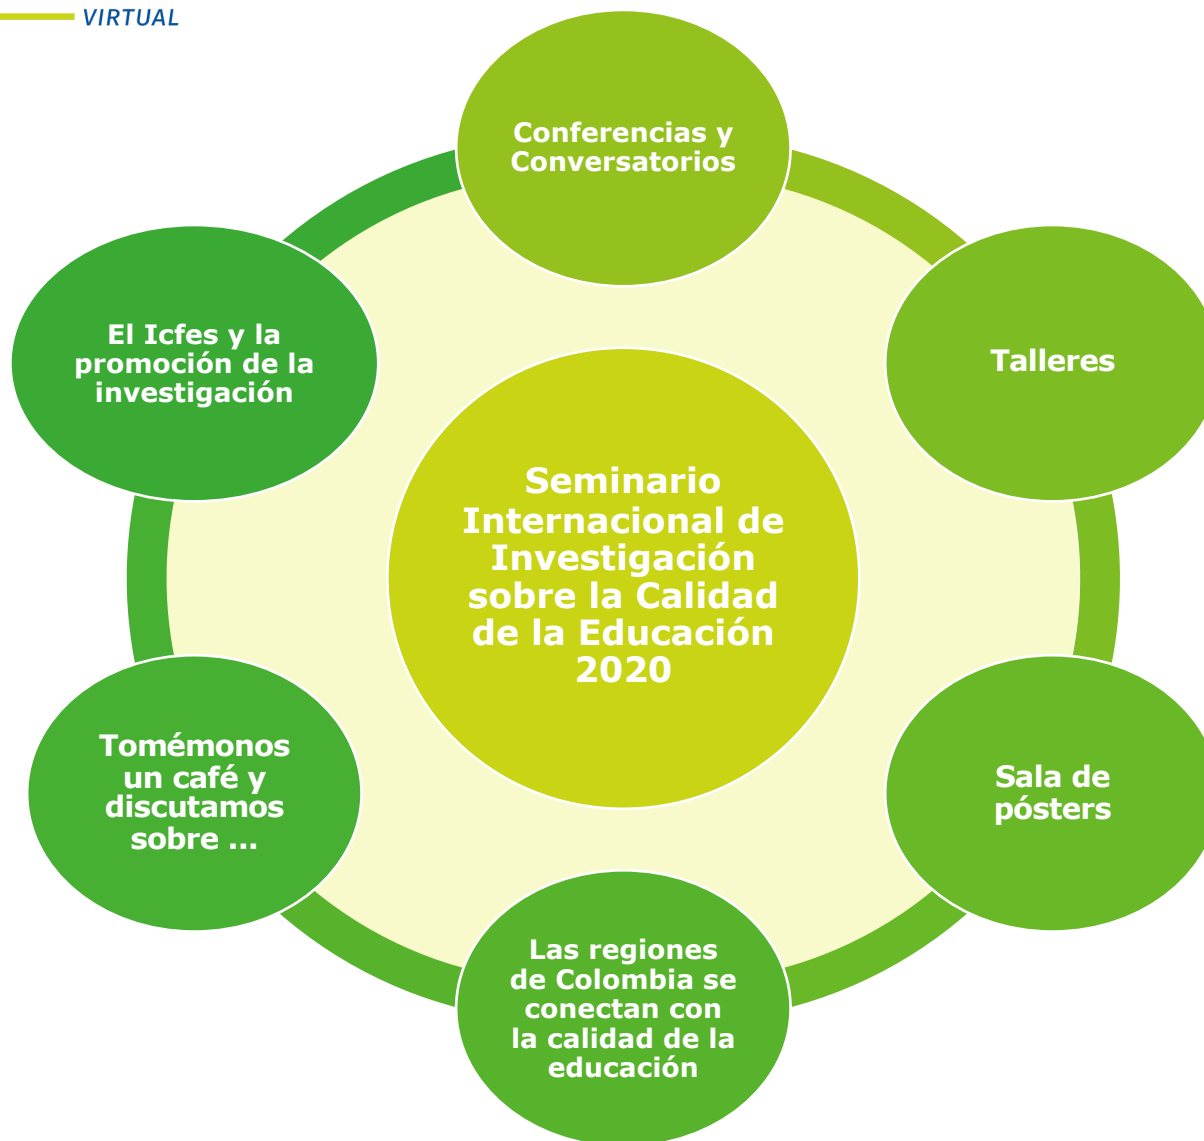 VIRTUAL
Conferencias y
Conversatorios
Talleres
Sala de
pósters
Las regiones
de Colombia se
conectan con
la calidad de la
educación
Tomémonos
un café y
discutamos
sobre ...
El Icfes y la
promoción de la
investigación
Seminario
Internacional de
Investigación
sobre la Calidad
de la Educación
2020